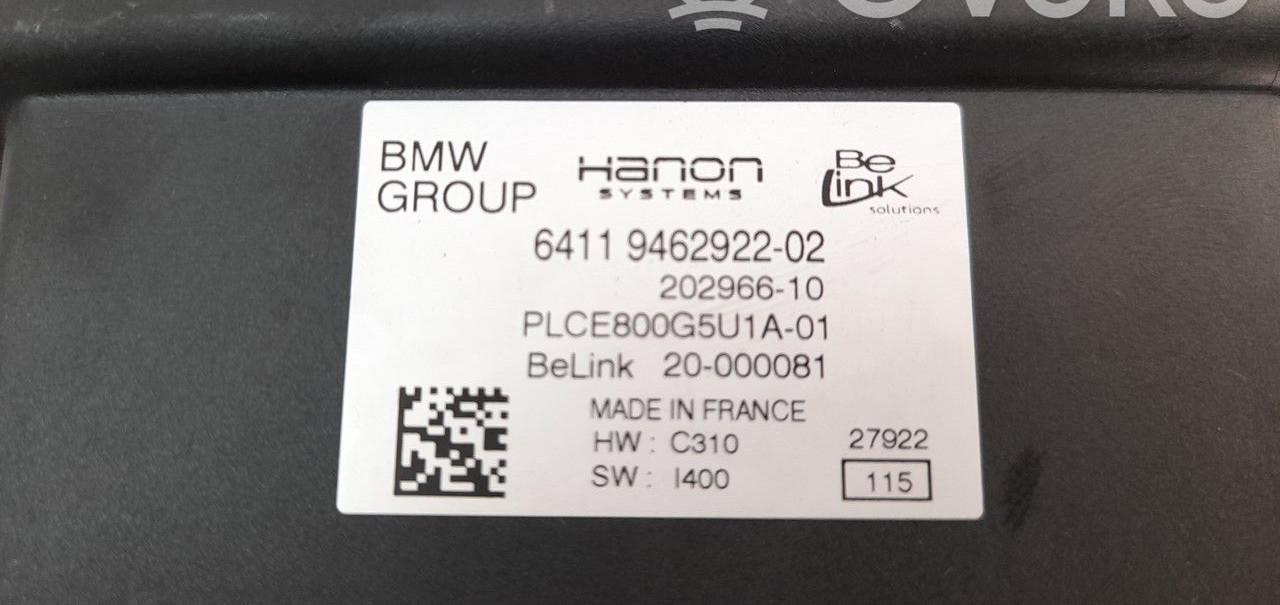 BMW
GROUP
Hanon
SYSTEMS
Be
Link
solutions
6411 9462922-02
202966-10
PLCE800G5U1A-01
BeLink 20-000081
MADE IN FRANCE
HW : C310
27922
SW : I400
115